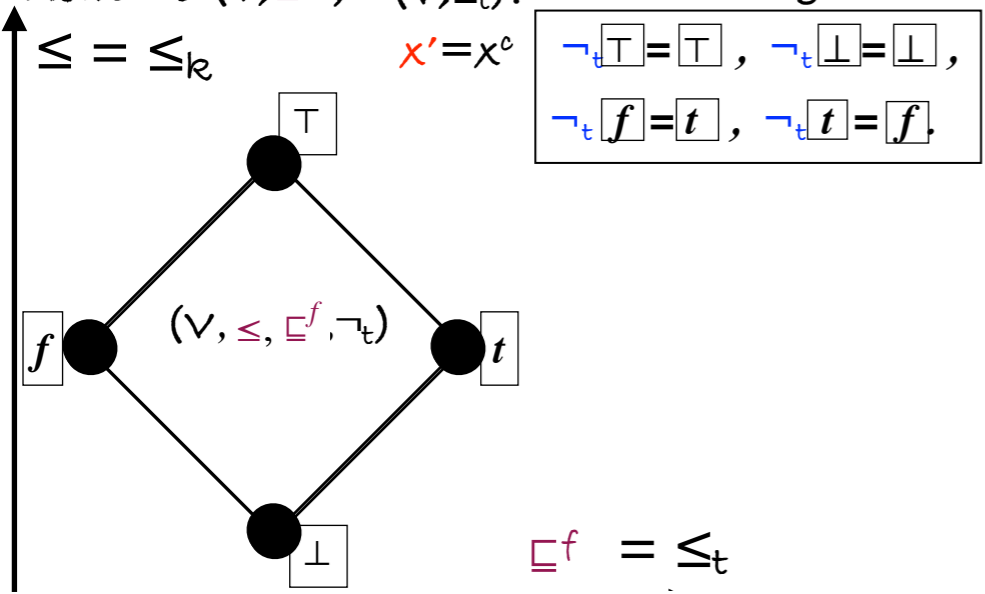 ≤ = ≤ₖ
x′=xᶜ
¬ₜ⊤=⊤ , ¬ₜ⊥=⊥ ,
¬ₜf=t , ¬ₜt=f.
⊤
(V, ≤, ⊑ᶠ,¬ₜ)
f
t
⊥
⊑ᶠ = ≤ₜ